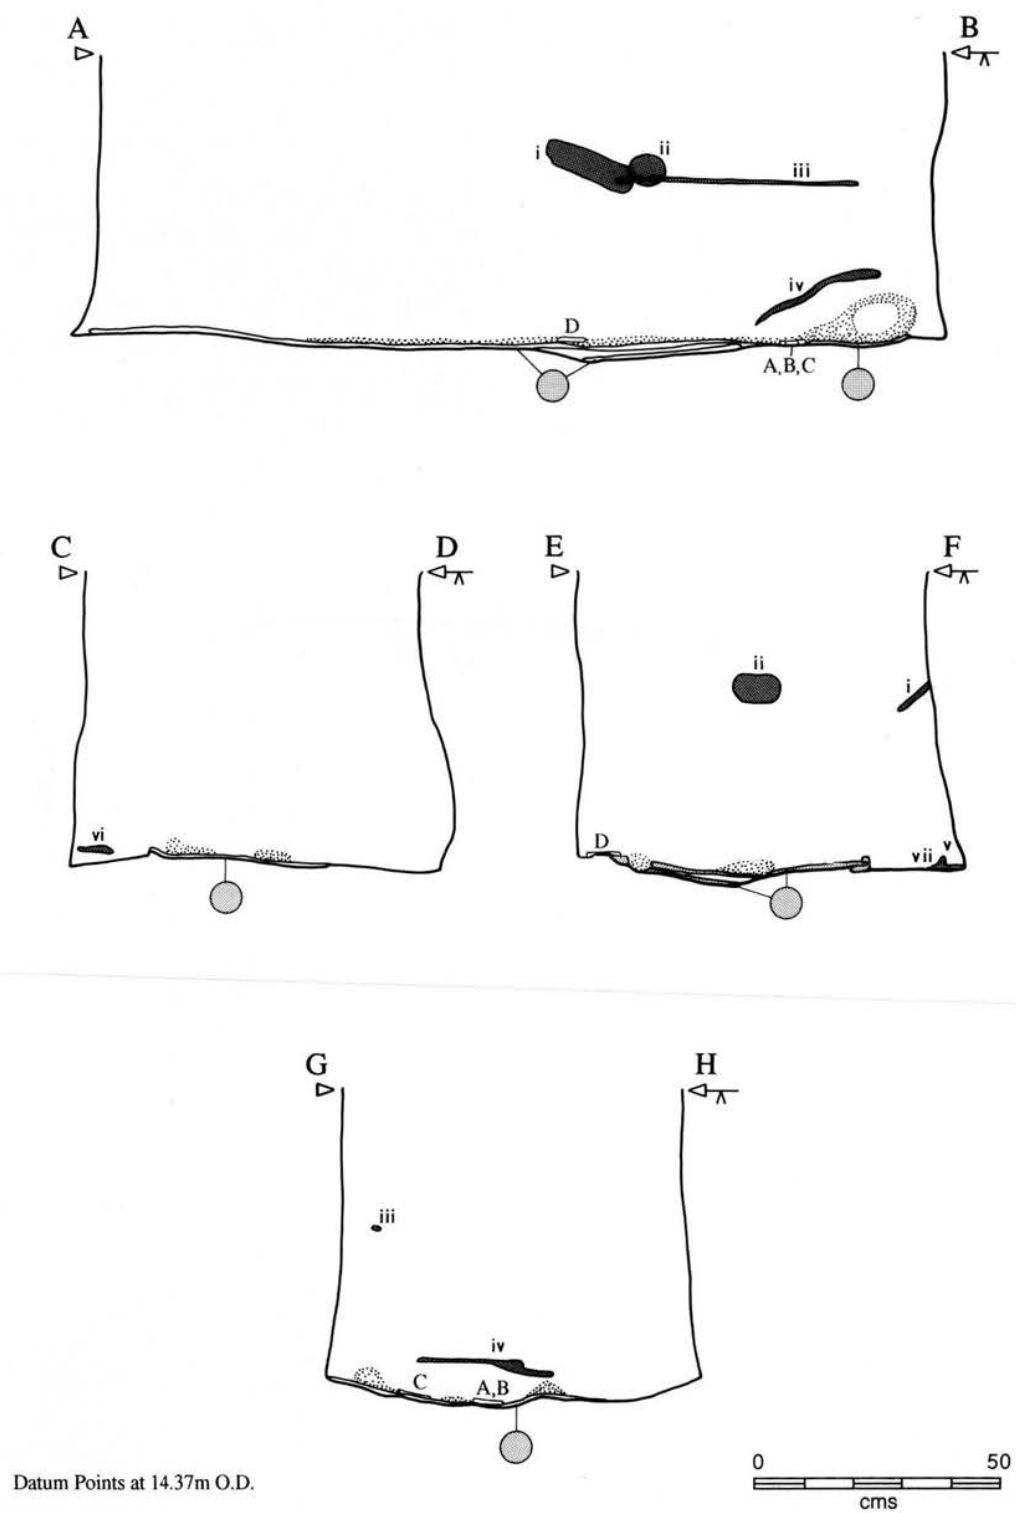 A B
i ii iii
iv
D
A,B,C
C D E F
ii
i
vi D vii v
G H
iii
iv
C A,B
0 50
Datum Points at 14.37m O.D.
cms